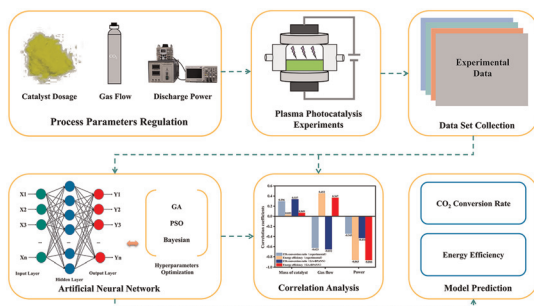 Catalyst Dosage
Gas Flow
Discharge Power
Process Parameters Regulation
Plasma Photocatalysis
Experiments
Experimental
Data
Data Set Collection
X1
X2
X3
Xn
Y1
Y2
Y3
Yn
Input Layer
Hidden Layer
Output Layer
GA
PSO
Bayesian
Hyperparameters
Optimization
Artificial Neural Network
Correlation coefficients
Mass of catalyst
Gas flow
Power
Correlation Analysis
CO₂ Conversion Rate
Energy Efficiency
Model Prediction